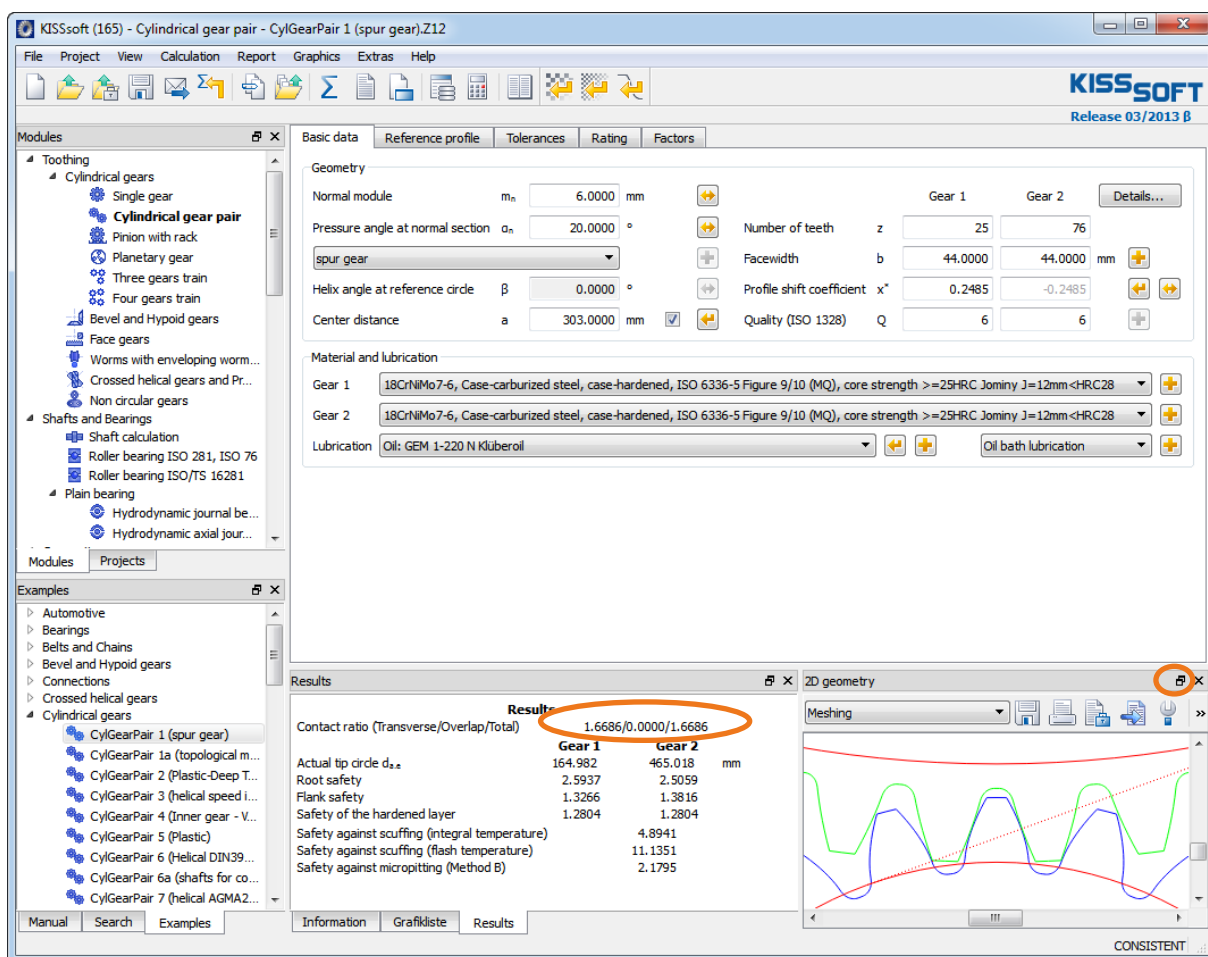 KISSsoft (165) - Cylindrical gear pair - CylGearPair 1 (spur gear).Z12
File Project View Calculation Report Graphics Extras Help
KISSSOFT
Release 03/2013 β
Modules
Toothing
Cylindrical gears
Single gear
Cylindrical gear pair
Pinion with rack
Planetary gear
Three gears train
Four gears train
Bevel and Hypoid gears
Face gears
Worms with enveloping worm...
Crossed helical gears and Pr...
Non circular gears
Shafts and Bearings
Shaft calculation
Roller bearing ISO 281, ISO 76
Roller bearing ISO/TS 16281
Plain bearing
Hydrodynamic journal be...
Hydrodynamic axial jour...
Modules Projects
Examples
Automotive
Bearings
Belts and Chains
Bevel and Hypoid gears
Connections
Crossed helical gears
Cylindrical gears
CylGearPair 1 (spur gear)
CylGearPair 1a (topological m...
CylGearPair 2 (Plastic-Deep T...
CylGearPair 3 (helical speed i...
CylGearPair 4 (Inner gear - V...
CylGearPair 5 (Plastic)
CylGearPair 6 (Helical DIN39...
CylGearPair 6a (shafts for co...
CylGearPair 7 (helical AGMA2...
Manual Search Examples
Basic data Reference profile Tolerances Rating Factors
Geometry
Normal module mₙ 6.0000 mm Gear 1 Gear 2 Details...
Pressure angle at normal section αₙ 20.0000 ° Number of teeth z 25 76
spur gear Facewidth b 44.0000 44.0000 mm
Helix angle at reference circle β 0.0000 ° Profile shift coefficient x* 0.2485 -0.2485
Center distance a 303.0000 mm Quality (ISO 1328) Q 6 6
Material and lubrication
Gear 1 18CrNiMo7-6, Case-carburized steel, case-hardened, ISO 6336-5 Figure 9/10 (MQ), core strength >=25HRC Jominy J=12mm<HRC28
Gear 2 18CrNiMo7-6, Case-carburized steel, case-hardened, ISO 6336-5 Figure 9/10 (MQ), core strength >=25HRC Jominy J=12mm<HRC28
Lubrication Oil: GEM 1-220 N Klüberoil Oil bath lubrication
Results
Results
Contact ratio (Transverse/Overlap/Total) 1.6686/0.0000/1.6686
Gear 1 Gear 2
Actual tip circle dₐ.ₑ 164.982 465.018 mm
Root safety 2.5937 2.5059
Flank safety 1.3266 1.3816
Safety of the hardened layer 1.2804 1.2804
Safety against scuffing (integral temperature) 4.8941
Safety against scuffing (flash temperature) 11.1351
Safety against micropitting (Method B) 2.1795
Information Grafikliste Results
2D geometry
Meshing »
CONSISTENT